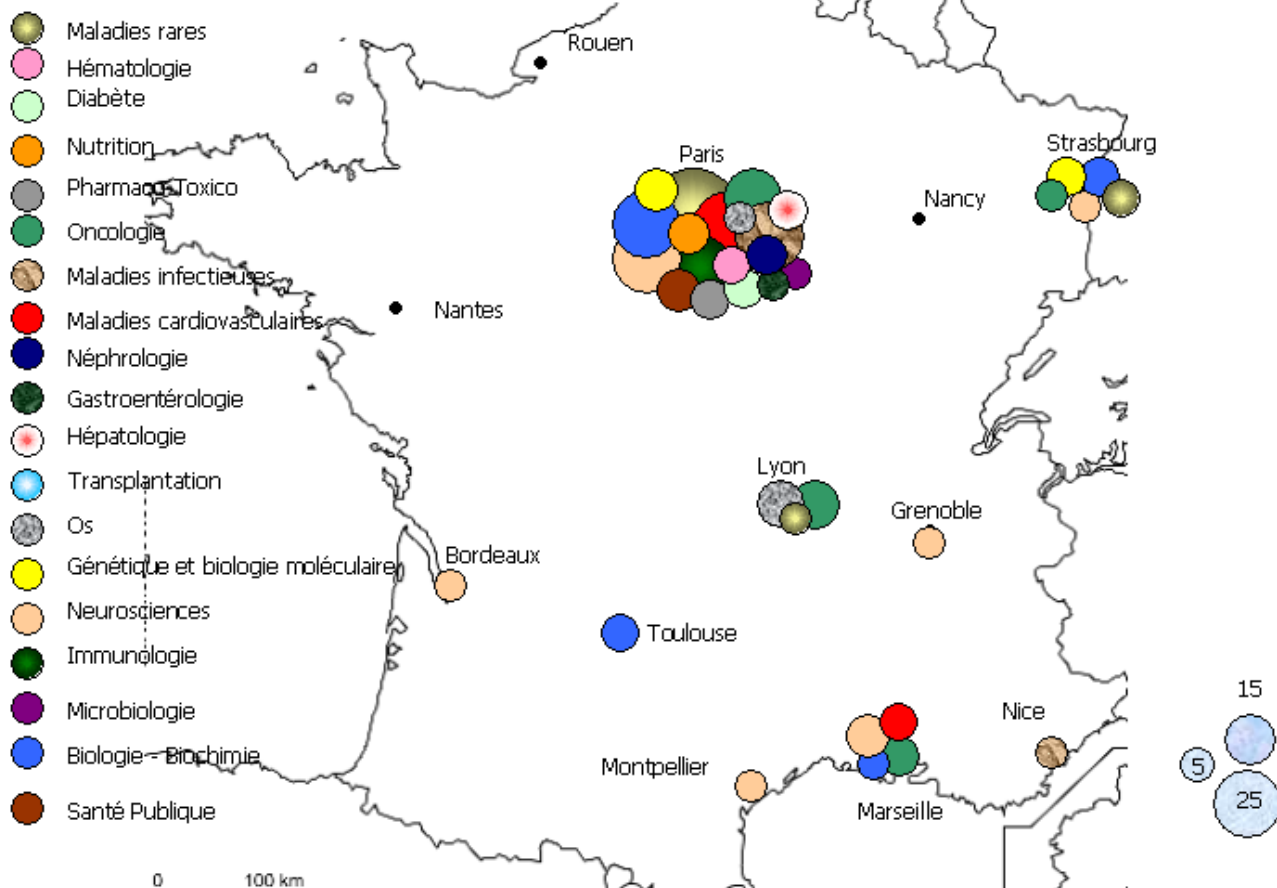 Maladies rares
Hématologie
Diabète
Nutrition
Pharmaco-Toxico
Oncologie
Maladies infectieuses
Maladies cardiovasculaires
Néphrologie
Gastroentérologie
Hépatologie
Transplantation
Os
Génétique et biologie moléculaire
Neurosciences
Immunologie
Microbiologie
Biologie - Biochimie
Santé Publique
Rouen
Paris
Strasbourg
Nancy
Nantes
Lyon
Grenoble
Bordeaux
Toulouse
Nice
Montpellier
Marseille
15
5
25
0 100 km